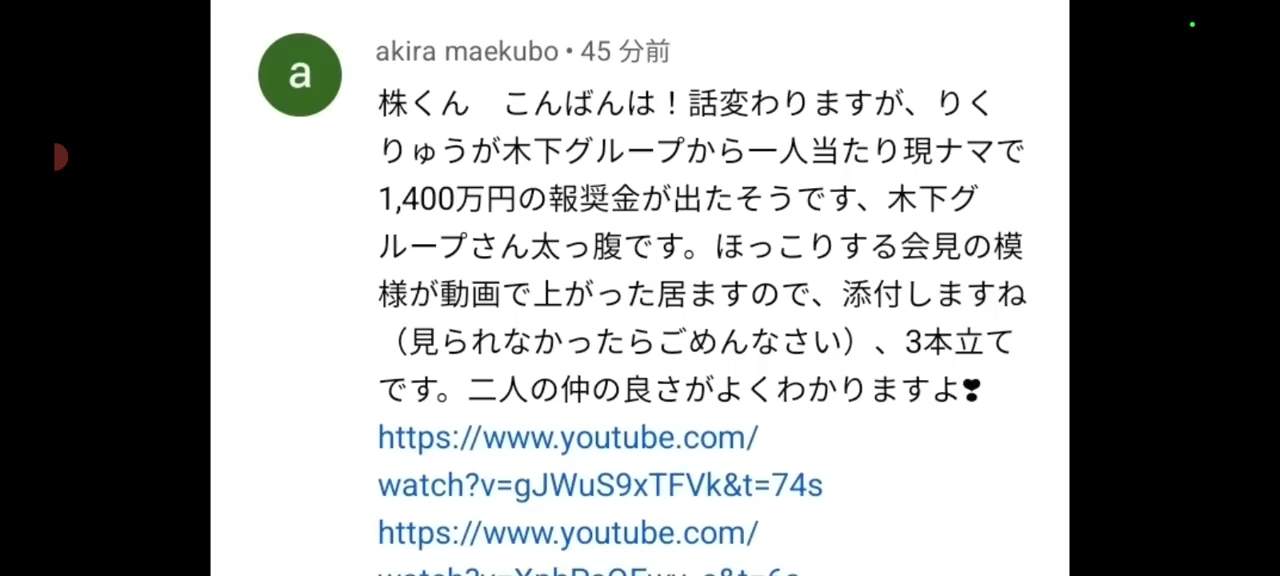 a
akira maekubo • 45 分前
株くん　こんばんは！話変わりますが、りく
りゅうが木下グループから一人当たり現ナマで
1,400万円の報奨金が出たそうです、木下グ
ループさん太っ腹です。ほっこりする会見の模
様が動画で上がった居ますので、添付しますね
（見られなかったらごめんなさい）、3本立て
です。二人の仲の良さがよくわかりますよ❣
https://www.youtube.com/
watch?v=gJWuS9xTFVk&t=74s
https://www.youtube.com/